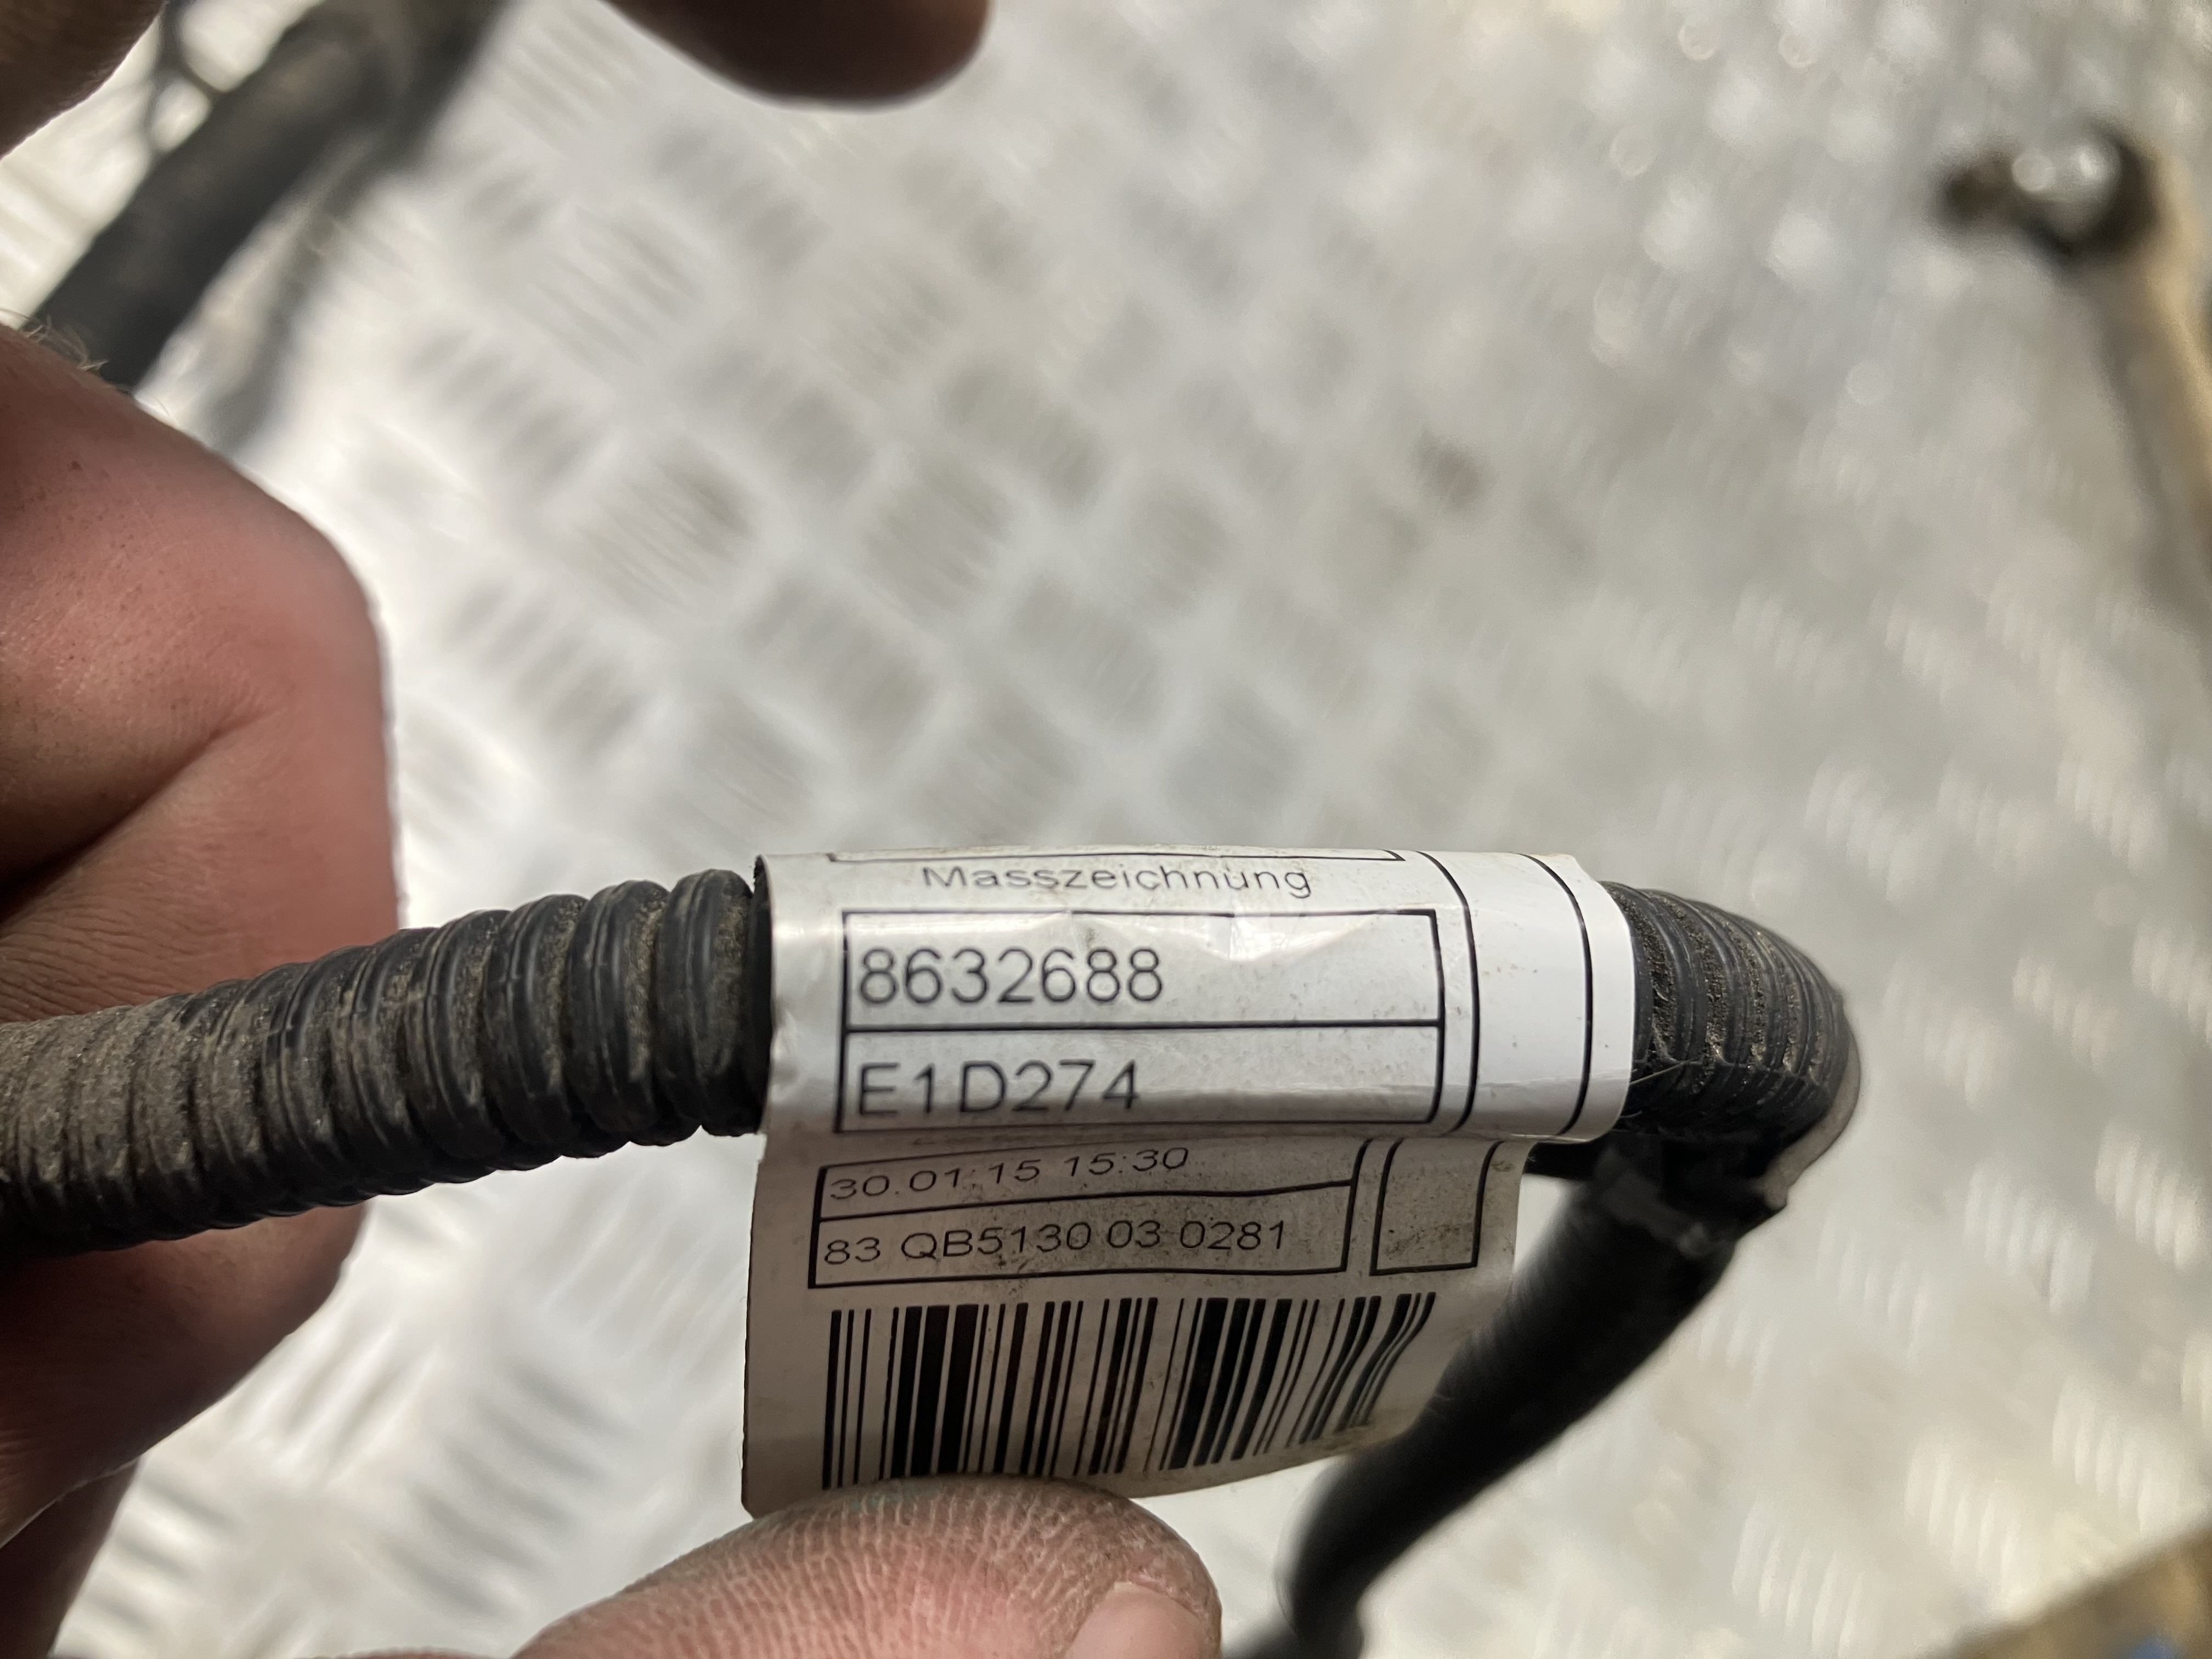 Masszeichnung
8632688
E1D274
30.01.15 15:30
83 QB5130 03 0281